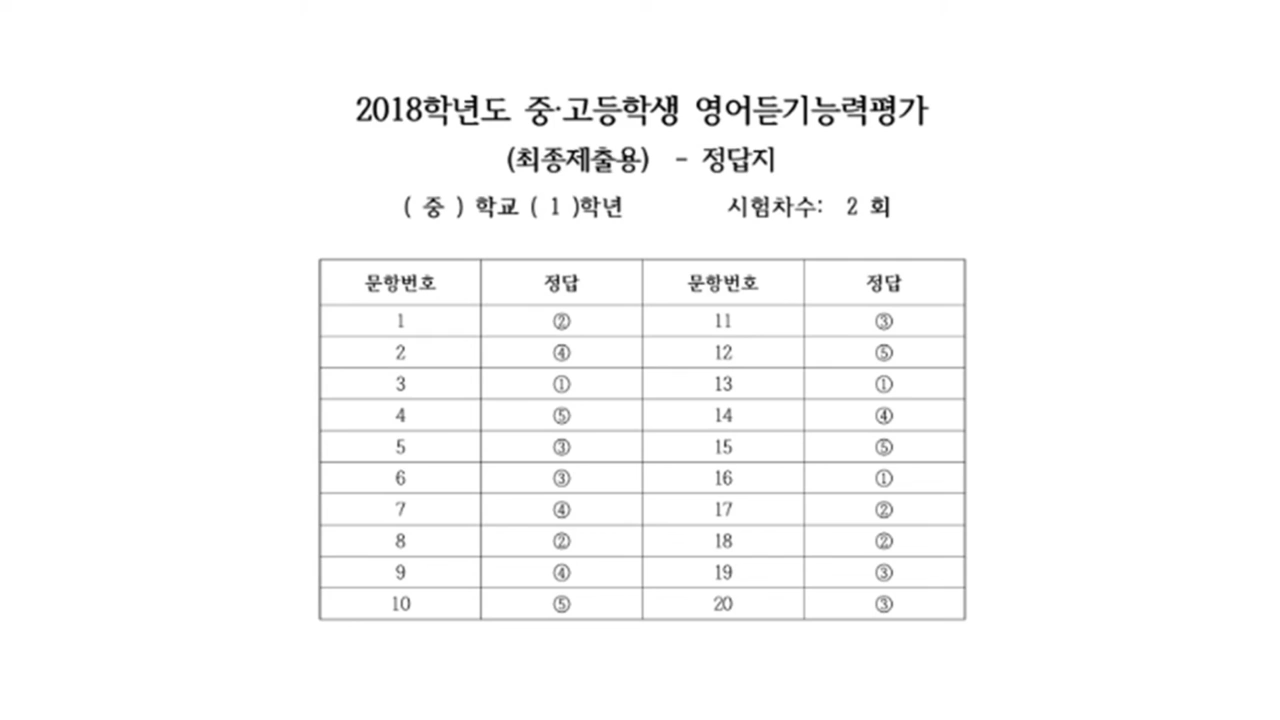 2018학년도 중·고등학생 영어듣기능력평가
(최종제출용) - 정답지
( 중 ) 학교 ( 1 )학년 시험차수: 2 회
문항번호 정답 문항번호 정답
1 ② 11 ③
2 ④ 12 ⑤
3 ① 13 ①
4 ⑤ 14 ④
5 ③ 15 ⑤
6 ③ 16 ①
7 ④ 17 ②
8 ② 18 ②
9 ④ 19 ③
10 ⑤ 20 ③